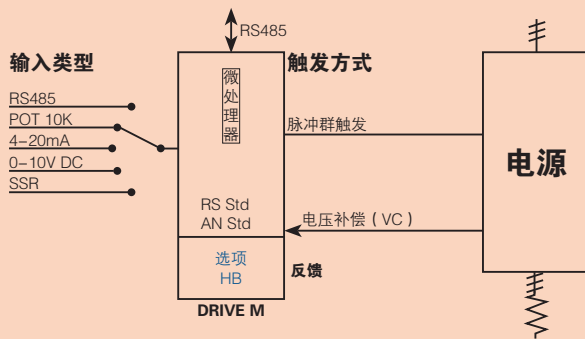 RS485
输入类型
触发方式
微处理器
RS485
POT 10K
4–20mA
0–10V DC
SSR
脉冲群触发
电源
RS Std
AN Std
电压补偿（VC）
选项
HB
反馈
DRIVE M